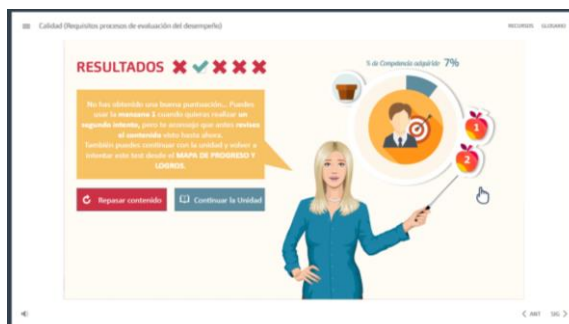 Calidad (Requisitos procesos de evaluación del desempeño)
RECURSOS GLOSARIO
RESULTADOS
% de Competencia adquirida 7%
No has obtenido una buena puntuación... Puedes
usar la manzana 1 cuando quieras realizar un
segundo intento, pero te aconsejo que antes revises
el contenido visto hasta ahora.
También puedes continuar con la unidad y volver a
intentar este test desde el MAPA DE PROGRESO Y
LOGROS.
1
2
Repasar contenido
Continuar la Unidad
ANT SIG